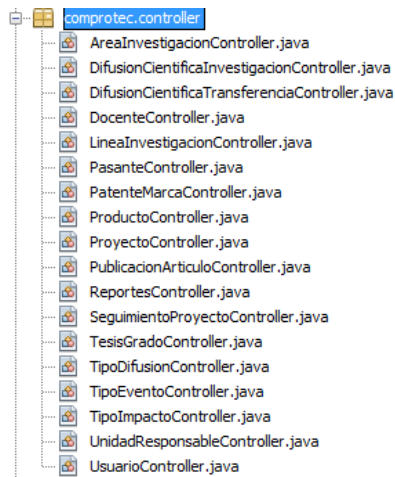 comprotec.controller
AreaInvestigacionController.java
DifusionCientificaInvestigacionController.java
DifusionCientificaTransferenciaController.java
DocenteController.java
LineaInvestigacionController.java
PasanteController.java
PatenteMarcaController.java
ProductoController.java
ProyectoController.java
PublicacionArticuloController.java
ReportesController.java
SeguimientoProyectoController.java
TesisGradoController.java
TipoDifusionController.java
TipoEventoController.java
TipoImpactoController.java
UnidadResponsableController.java
UsuarioController.java